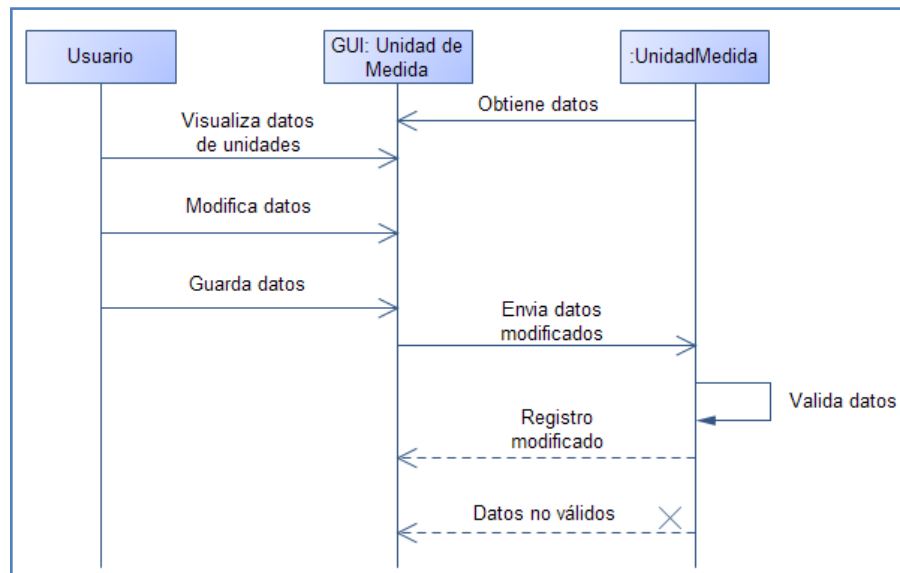 Usuario
GUI: Unidad de
Medida
:UnidadMedida
Obtiene datos
Visualiza datos
de unidades
Modifica datos
Guarda datos
Envia datos
modificados
Valida datos
Registro
modificado
Datos no válidos